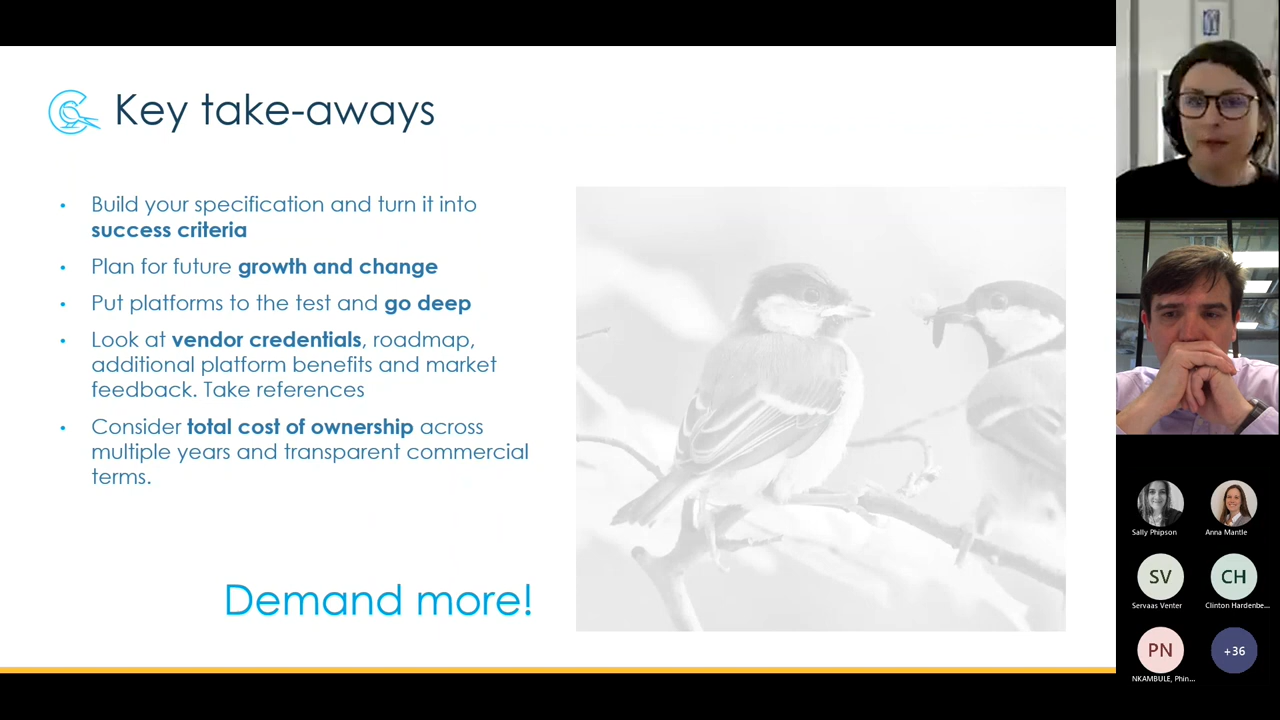 Key take-aways
• Build your specification and turn it into
success criteria
• Plan for future growth and change
• Put platforms to the test and go deep
• Look at vendor credentials, roadmap,
additional platform benefits and market
feedback. Take references
• Consider total cost of ownership across
multiple years and transparent commercial
terms.
Demand more!
Sally Phipson
Anna Mantle
SV
Servaas Venter
CH
Clinton Hardenbe...
PN
NKAMBULE, Phin...
+36